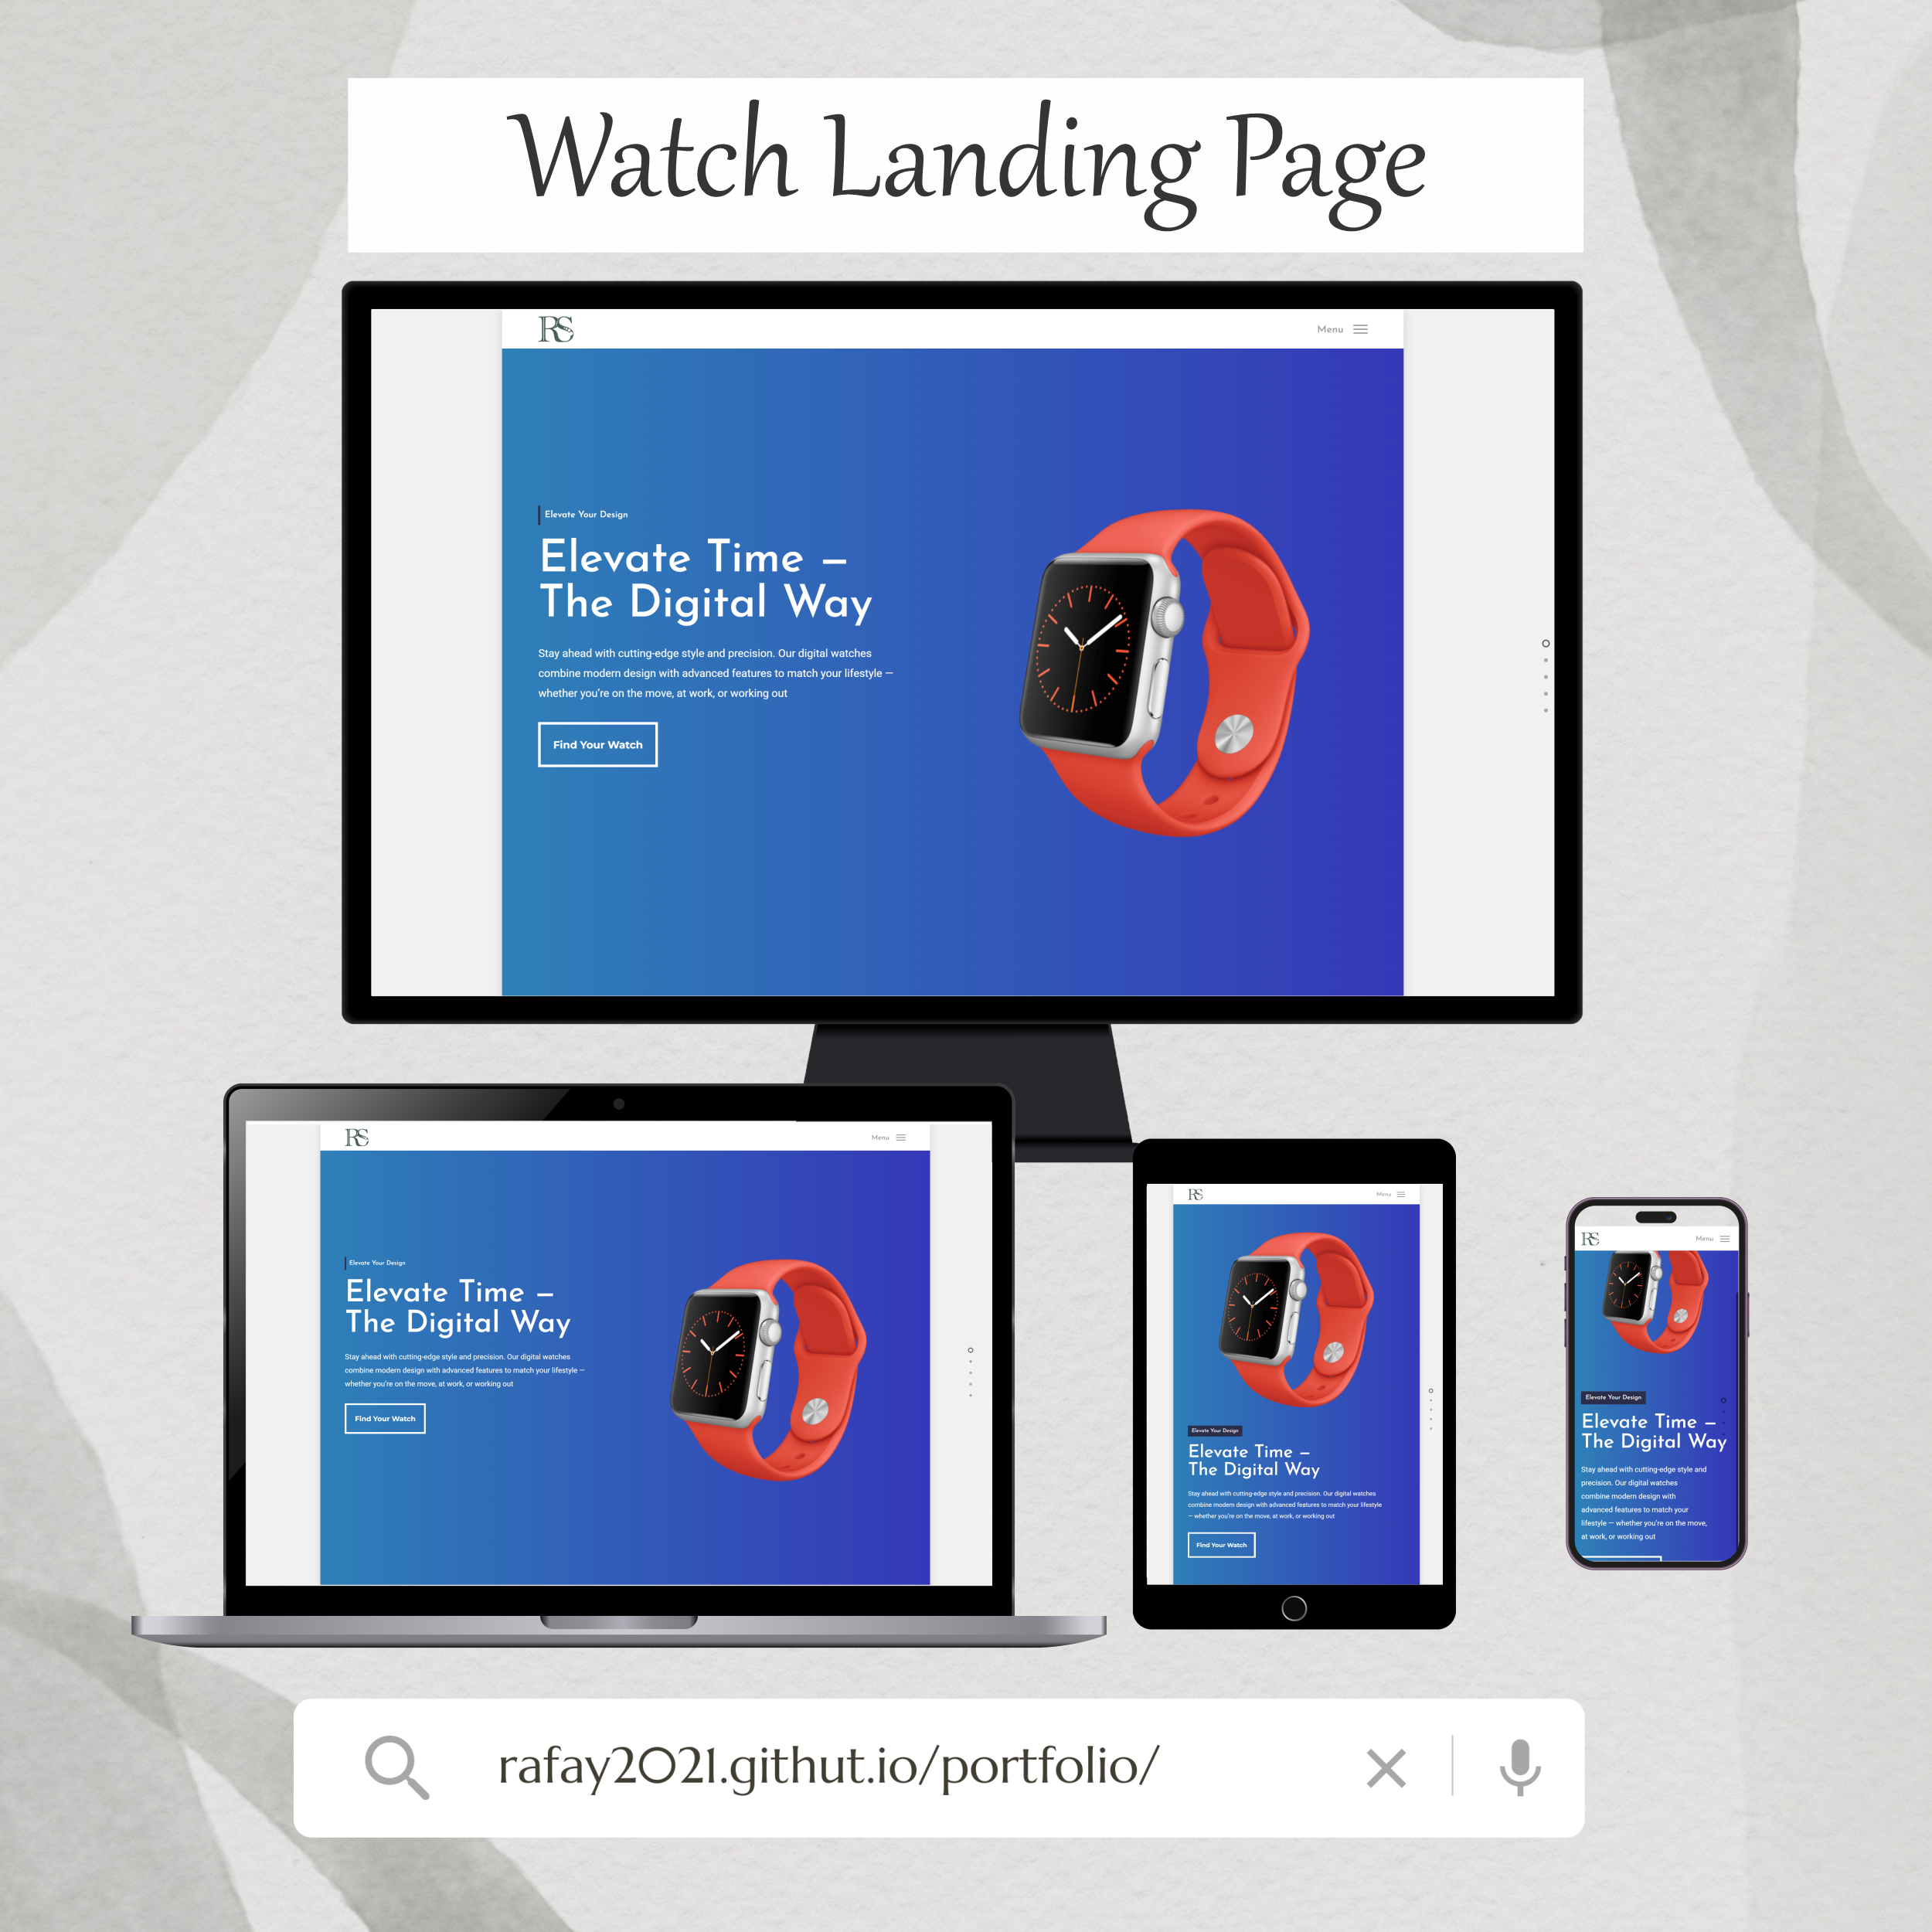 Watch Landing Page
RS
Menu
Elevate Your Design
Elevate Time –
The Digital Way
Stay ahead with cutting-edge style and precision. Our digital watches
combine modern design with advanced features to match your lifestyle —
whether you're on the move, at work, or working out
Find Your Watch
RS
Menu
Elevate Your Design
Elevate Time –
The Digital Way
Stay ahead with cutting-edge style and precision. Our digital watches
combine modern design with advanced features to match your lifestyle —
whether you're on the move, at work, or working out
Find Your Watch
RS
Menu
Elevate Your Design
Elevate Time –
The Digital Way
Stay ahead with cutting-edge style and precision. Our digital watches
combine modern design with advanced features to match your lifestyle
— whether you're on the move, at work, or working out
Find Your Watch
RS
Menu
Elevate Your Design
Elevate Time –
The Digital Way
Stay ahead with cutting-edge style and
precision. Our digital watches
combine modern design with
advanced features to match your
lifestyle — whether you're on the move,
at work, or working out
rafay2021.githut.io/portfolio/